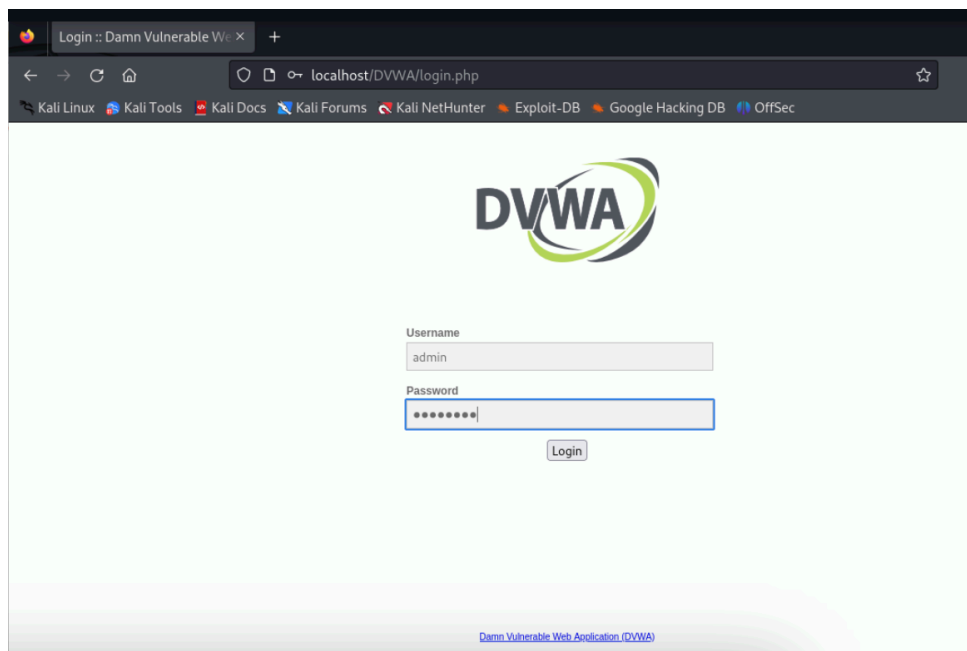 Login :: Damn Vulnerable We
localhost/DVWA/login.php
Kali Linux Kali Tools Kali Docs Kali Forums Kali NetHunter Exploit-DB Google Hacking DB OffSec
DVWA
Username
admin
Password
••••••••
Login
Damn Vulnerable Web Application (DVWA)